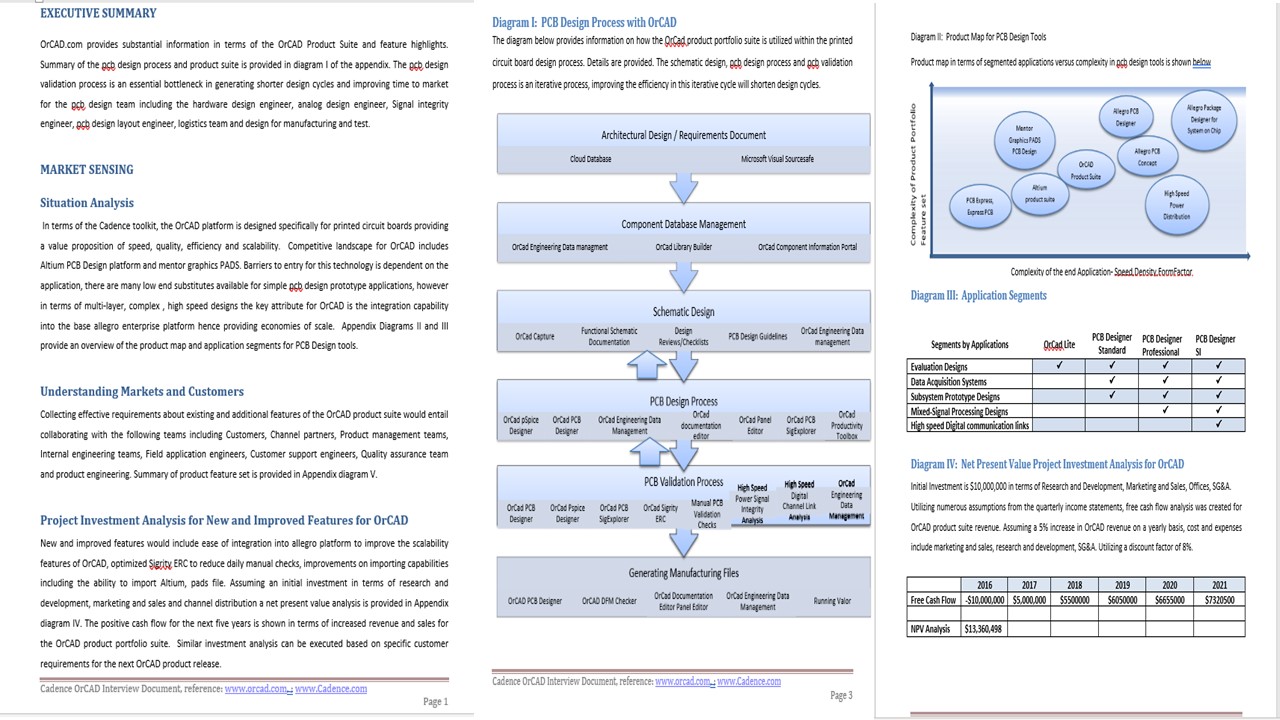 EXECUTIVE SUMMARY
OrCAD.com provides substantial information in terms of the OrCAD Product Suite and feature highlights.
Summary of the pcb design process and product suite is provided in diagram I of the appendix. The pcb design
validation process is an essential bottleneck in generating shorter design cycles and improving time to market
for the pcb design team including the hardware design engineer, analog design engineer, Signal integrity
engineer, pcb design layout engineer, logistics team and design for manufacturing and test.
MARKET SENSING
Situation Analysis
In terms of the Cadence toolkit, the OrCAD platform is designed specifically for printed circuit boards providing
a value proposition of speed, quality, efficiency and scalability. Competitive landscape for OrCAD includes
Altium PCB Design platform and mentor graphics PADS. Barriers to entry for this technology is dependent on the
application, there are many low end substitutes available for simple pcb design prototype applications, however
in terms of multi-layer, complex , high speed designs the key attribute for OrCAD is the integration capability
into the base allegro enterprise platform hence providing economies of scale. Appendix Diagrams II and III
provide an overview of the product map and application segments for PCB Design tools.
Understanding Markets and Customers
Collecting effective requirements about existing and additional features of the OrCAD product suite would entail
collaborating with the following teams including Customers, Channel partners, Product management teams,
Internal engineering teams, Field application engineers, Customer support engineers, Quality assurance team
and product engineering. Summary of product feature set is provided in Appendix diagram V.
Project Investment Analysis for New and Improved Features for OrCAD
New and improved features would include ease of integration into allegro platform to improve the scalability
features of OrCAD, optimized Sigrity ERC to reduce daily manual checks, improvements on importing capabilities
including the ability to import Altium, pads file. Assuming an initial investment in terms of research and
development, marketing and sales and channel distribution a net present value analysis is provided in Appendix
diagram IV. The positive cash flow for the next five years is shown in terms of increased revenue and sales for
the OrCAD product portfolio suite. Similar investment analysis can be executed based on specific customer
requirements for the next OrCAD product release.
Cadence OrCAD Interview Document, reference: www.orcad.com ; www.Cadence.com
Page 1
Diagram I: PCB Design Process with OrCAD
The diagram below provides information on how the OrCad product portfolio suite is utilized within the printed
circuit board design process. Details are provided. The schematic design, pcb design process and pcb validation
process is an iterative process, improving the efficiency in this iterative cycle will shorten design cycles.
Architectural Design / Requirements Document
Cloud Database
Microsoft Visual Sourcesafe
Component Database Management
OrCad Engineering Data managment
OrCad Library Builder
OrCad Component Information Portal
Schematic Design
OrCad Capture
Functional Schematic
Documentation
Design
Reviews/Checklists
PCB Design Guidelines
OrCad Engineering Data
management
PCB Design Process
OrCad pSpice
Designer
OrCad PCB
Designer
OrCad Engineering Data
Management
OrCad
documentation
editor
OrCad Panel
Editor
OrCad PCB
SigExplorer
OrCad
Productivity
Toolbox
PCB Validation Process
OrCad PCB
Designer
OrCad Pspice
Designer
OrCad PCB
SigExplorer
OrCad Sigrity
ERC
Manual PCB
Validation
Checks
High Speed
Power Signal
Integrity
Analysis
High Speed
Digital
Channel Link
Analysis
OrCad
Engineering
Data
Management
Generating Manufacturing Files
OrCAD PCB Designer
OrCAD DFM Checker
OrCad Documentation
Editor Panel Editor
OrCad Engineering Data
Management
Running Valor
Cadence OrCAD Interview Document, reference: www.orcad.com ; www.Cadence.com
Page 3
Diagram II: Product Map for PCB Design Tools
Product map in terms of segmented applications versus complexity in pcb design tools is shown below
Complexity of Product Portfolio
Feature set
PCB Express,
Express PCB
Mentor
Graphics PADS
PCB Design
Altium
product suite
OrCAD
Product Suite
Allegro PCB
Designer
Allegro PCB
Concept
Allegro Package
Designer for
System on Chip
High Speed
Power
Distribution
Complexity of the end Application- Speed,Density,FormFactor.
Diagram III: Application Segments
Segments by Applications OrCad Lite PCB Designer Standard PCB Designer Professional PCB Designer SI
Evaluation Designs ✓ ✓ ✓ ✓
Data Acquisition Systems ✓ ✓ ✓
Subsystem Prototype Designs ✓ ✓ ✓
Mixed-Signal Processing Designs ✓ ✓
High speed Digital communication links ✓
Diagram IV: Net Present Value Project Investment Analysis for OrCAD
Initial Investment is $10,000,000 in terms of Research and Development, Marketing and Sales, Offices, SG&A.
Utilizing numerous assumptions from the quarterly income statements, free cash flow analysis was created for
OrCAD product suite revenue. Assuming a 5% increase in OrCAD revenue on a yearly basis, cost and expenses
include marketing and sales, research and development, SG&A. Utilizing a discount factor of 8%.
2016 2017 2018 2019 2020 2021
Free Cash Flow -$10,000,000 $5,000,000 $5500000 $6050000 $6655000 $7320500
NPV Analysis $13,360,498